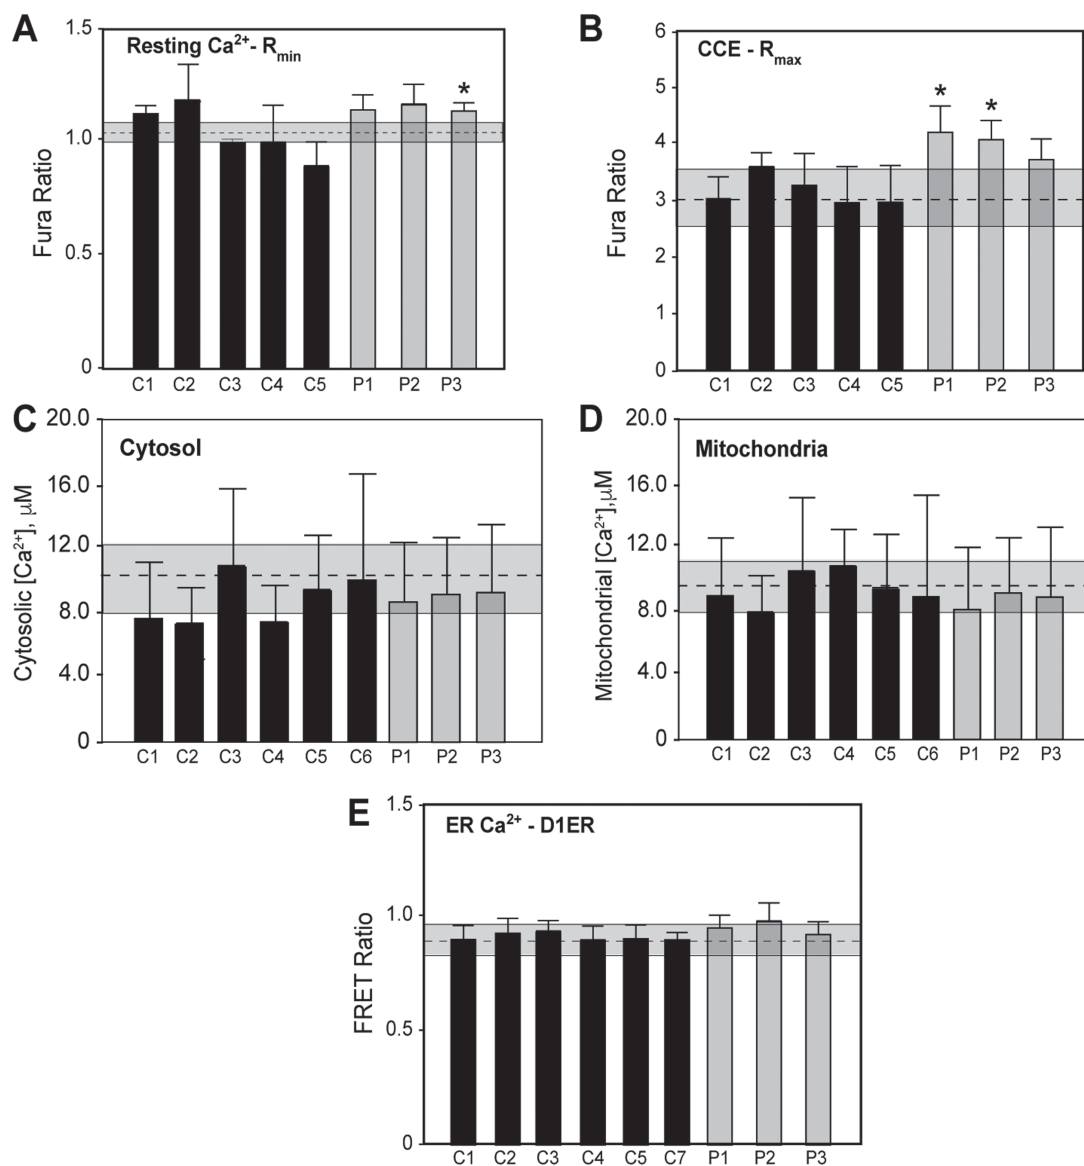 A
Resting Ca²⁺- Rmin
Fura Ratio
1.5
1.0
0.5
0
C1 C2 C3 C4 C5 P1 P2 P3
*
B
CCE - Rmax
Fura Ratio
6
5
4
3
2
1
0
C1 C2 C3 C4 C5 P1 P2 P3
* *
C
Cytosol
Cytosolic [Ca²⁺], μM
20.0
16.0
12.0
8.0
4.0
0
C1 C2 C3 C4 C5 C6 P1 P2 P3
D
Mitochondria
Mitochondrial [Ca²⁺],μM
20.0
16.0
12.0
8.0
4.0
0
C1 C2 C3 C4 C5 C6 P1 P2 P3
E
ER Ca²⁺ - D1ER
FRET Ratio
1.5
1.0
0.5
0
C1 C2 C3 C4 C5 C7 P1 P2 P3